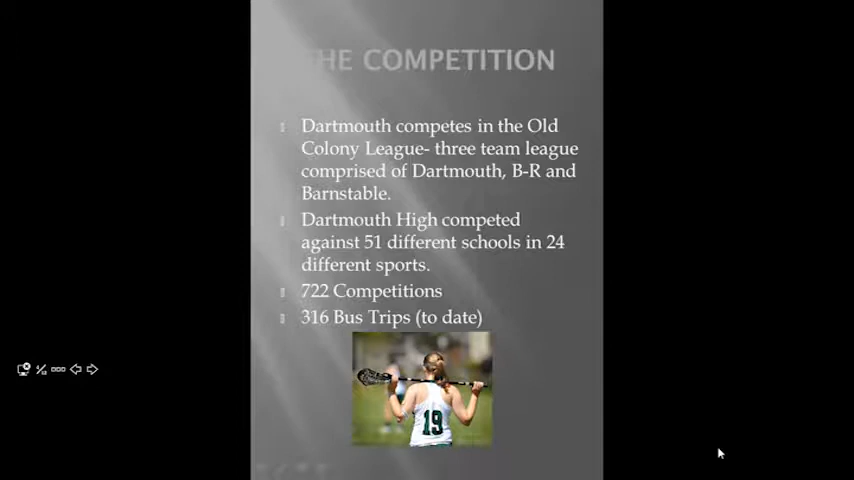 THE COMPETITION
Dartmouth competes in the Old
Colony League- three team league
comprised of Dartmouth, B-R and
Barnstable.
Dartmouth High competed
against 51 different schools in 24
different sports.
722 Competitions
316 Bus Trips (to date)
19